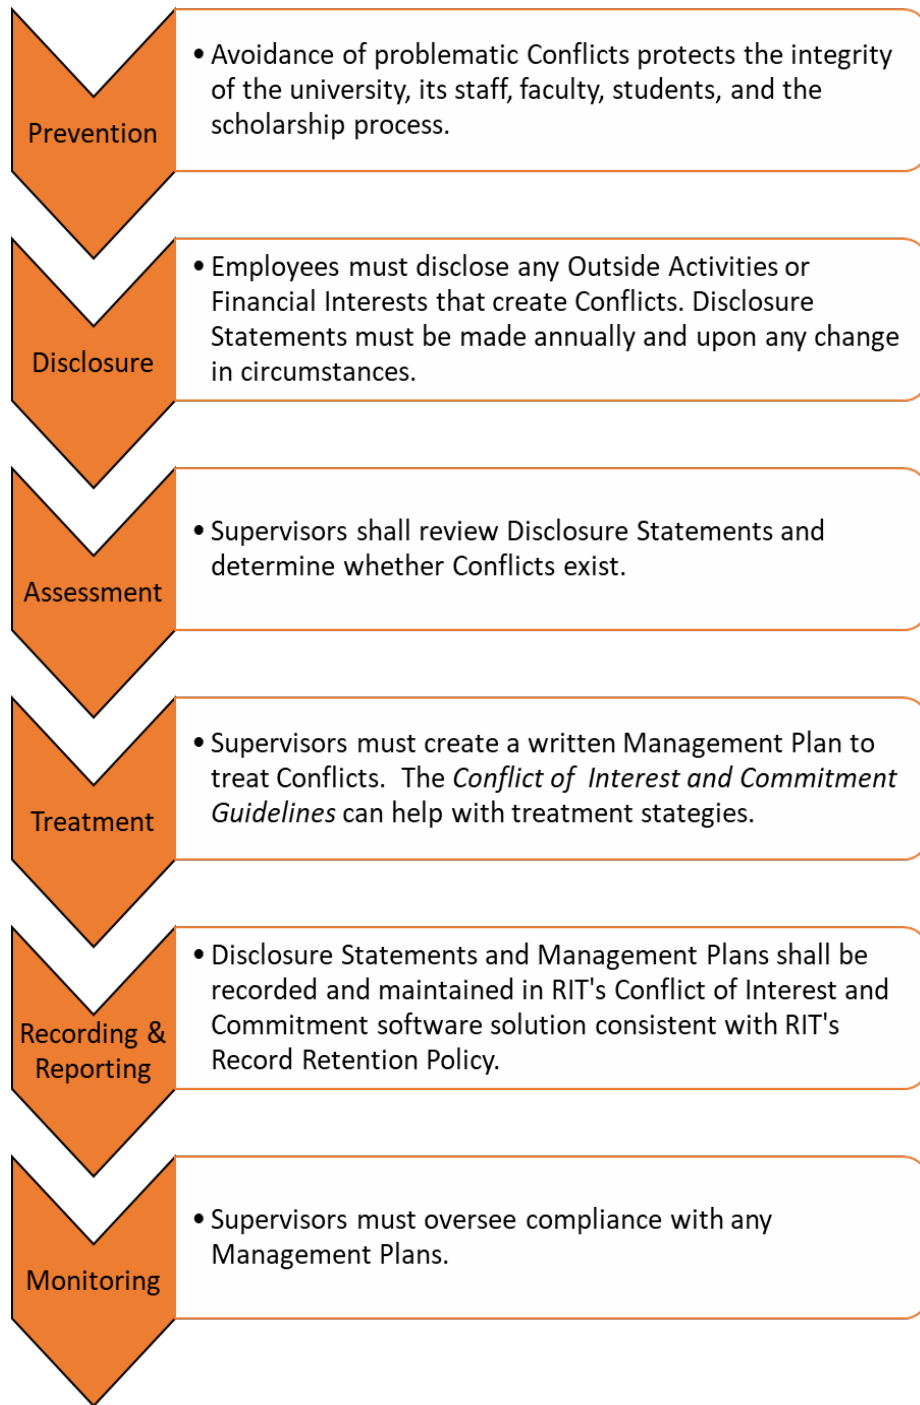 Prevention
• Avoidance of problematic Conflicts protects the integrity
of the university, its staff, faculty, students, and the
scholarship process.
Disclosure
• Employees must disclose any Outside Activities or
Financial Interests that create Conflicts. Disclosure
Statements must be made annually and upon any change
in circumstances.
Assessment
• Supervisors shall review Disclosure Statements and
determine whether Conflicts exist.
Treatment
• Supervisors must create a written Management Plan to
treat Conflicts.  The Conflict of  Interest and Commitment
Guidelines can help with treatment stategies.
Recording &
Reporting
• Disclosure Statements and Management Plans shall be
recorded and maintained in RIT's Conflict of Interest and
Commitment software solution consistent with RIT's
Record Retention Policy.
Monitoring
• Supervisors must oversee compliance with any
Management Plans.